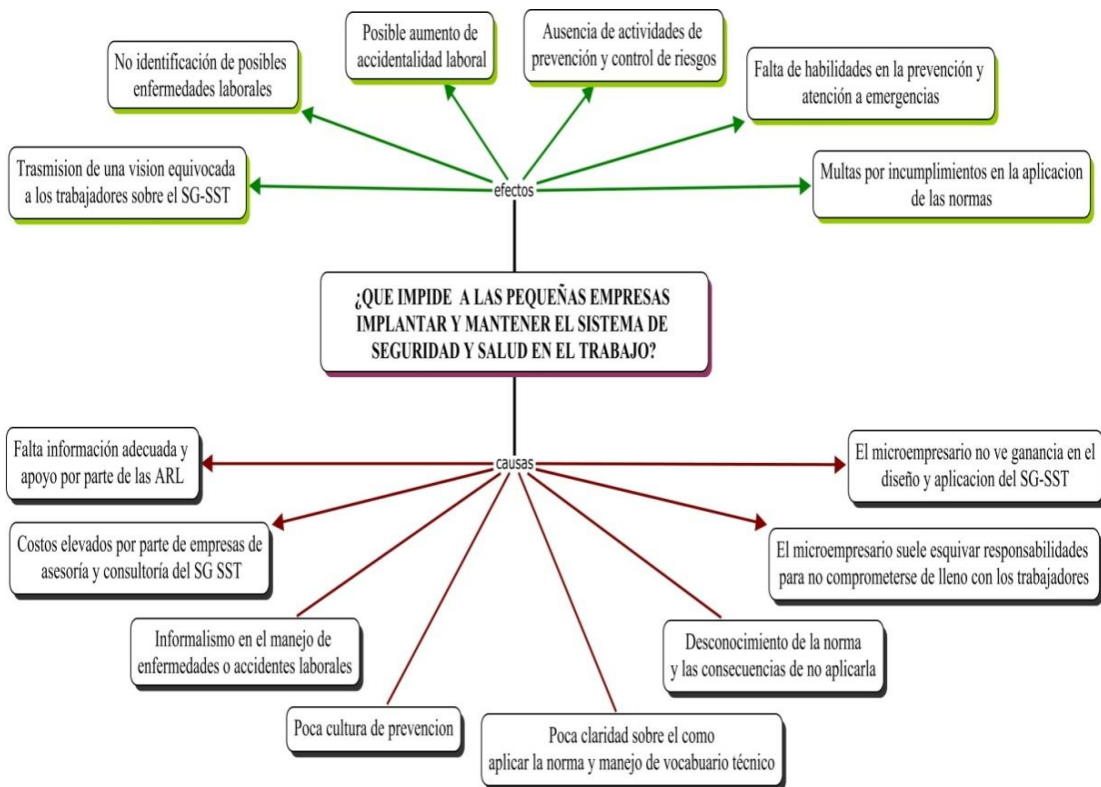 Posible aumento de
accidentalidad laboral
Ausencia de actividades de
prevención y control de riesgos
No identificación de posibles
enfermedades laborales
Falta de habilidades en la prevención y
atención a emergencias
Trasmision de una vision equivocada
a los trabajadores sobre el SG-SST
efectos
Multas por incumplimientos en la aplicacion
de las normas
¿QUE IMPIDE A LAS PEQUEÑAS EMPRESAS
IMPLANTAR Y MANTENER EL SISTEMA DE
SEGURIDAD Y SALUD EN EL TRABAJO?
Falta información adecuada y
apoyo por parte de las ARL
causas
El microempresario no ve ganancia en el
diseño y aplicacion del SG-SST
Costos elevados por parte de empresas de
asesoría y consultoría del SG SST
El microempresario suele esquivar responsabilidades
para no comprometerse de lleno con los trabajadores
Informalismo en el manejo de
enfermedades o accidentes laborales
Desconocimiento de la norma
y las consecuencias de no aplicarla
Poca cultura de prevencion
Poca claridad sobre el como
aplicar la norma y manejo de vocabuario técnico